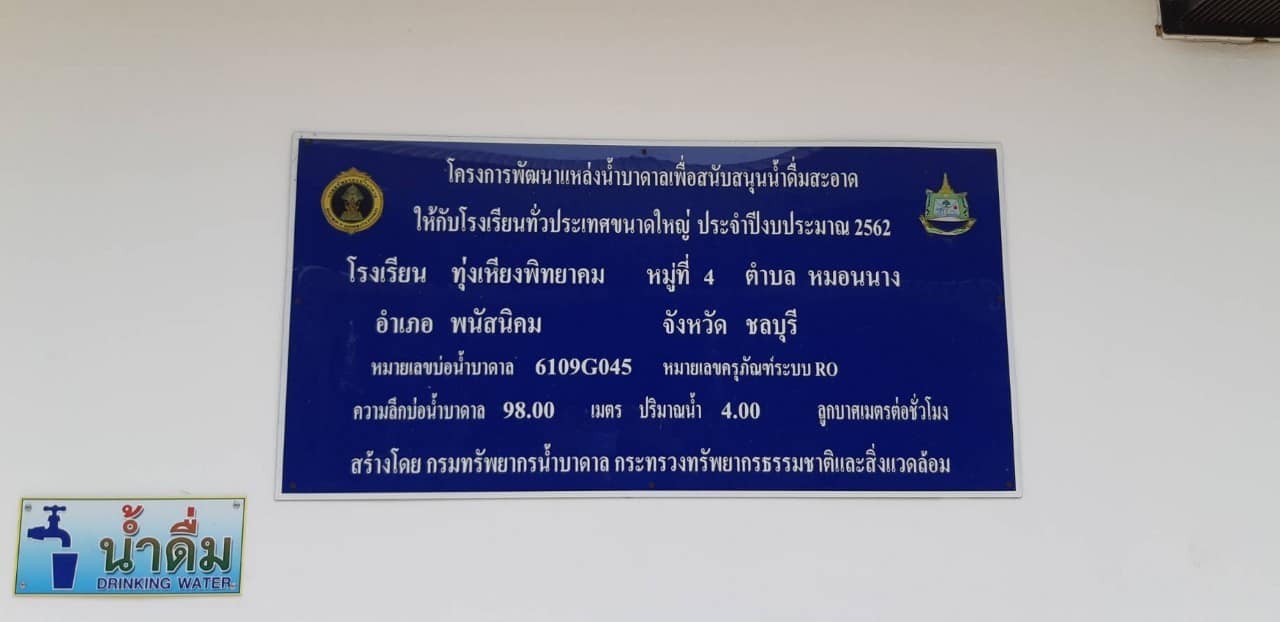 โครงการพัฒนาแหล่งน้ำบาดาลเพื่อสนับสนุนน้ำดื่มสะอาด
ให้กับโรงเรียนทั่วประเทศขนาดใหญ่ ประจำปีงบประมาณ 2562
โรงเรียน ทุ่งเหียงพิทยาคม หมู่ที่ 4 ตำบล หมอนนาง
อำเภอ พนัสนิคม จังหวัด ชลบุรี
หมายเลขบ่อน้ำบาดาล 6109G045 หมายเลขครุภัณฑ์ระบบ RO
ความลึกบ่อน้ำบาดาล 98.00 เมตร ปริมาณน้ำ 4.00 ลูกบาศเมตรต่อชั่วโมง
สร้างโดย กรมทรัพยากรน้ำบาดาล กระทรวงทรัพยากรธรรมชาติและสิ่งแวดล้อม
น้ำดื่ม
DRINKING WATER